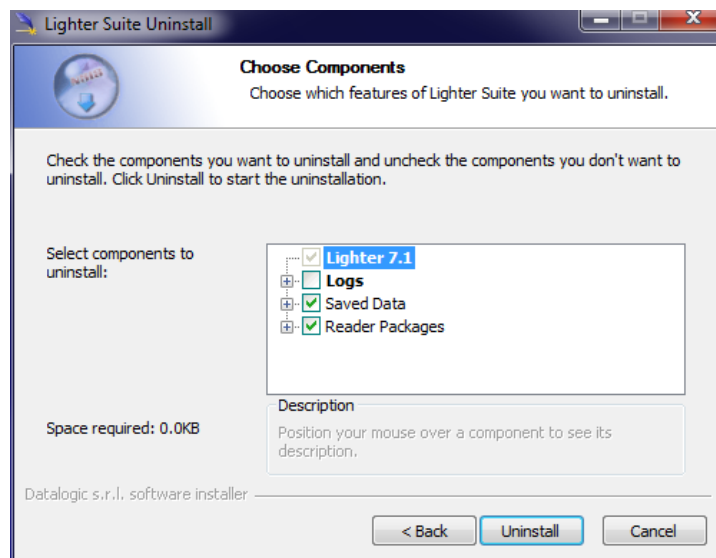 Lighter Suite Uninstall
Choose Components
Choose which features of Lighter Suite you want to uninstall.
Check the components you want to uninstall and uncheck the components you don't want to
uninstall. Click Uninstall to start the uninstallation.
Select components to
uninstall:
Lighter 7.1
Logs
Saved Data
Reader Packages
Space required: 0.0KB
Description
Position your mouse over a component to see its
description.
Datalogic s.r.l. software installer
< Back
Uninstall
Cancel